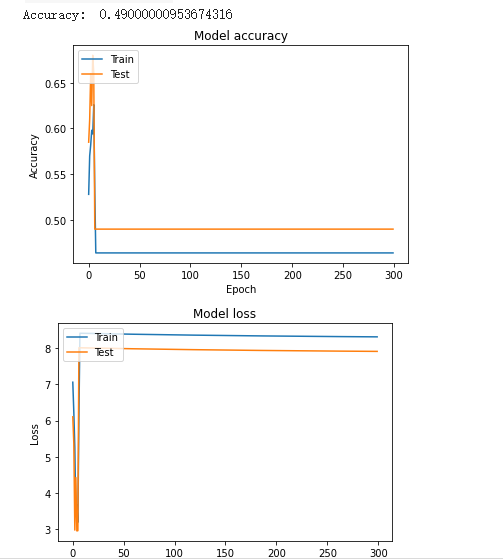 Accuracy: 0.49000000953674316
Model accuracy
Train
Test
0.65
0.60
0.55
0.50
Accuracy
0 50 100 150 200 250 300
Epoch
Model loss
Train
Test
8
7
6
5
4
3
Loss
0 50 100 150 200 250 300